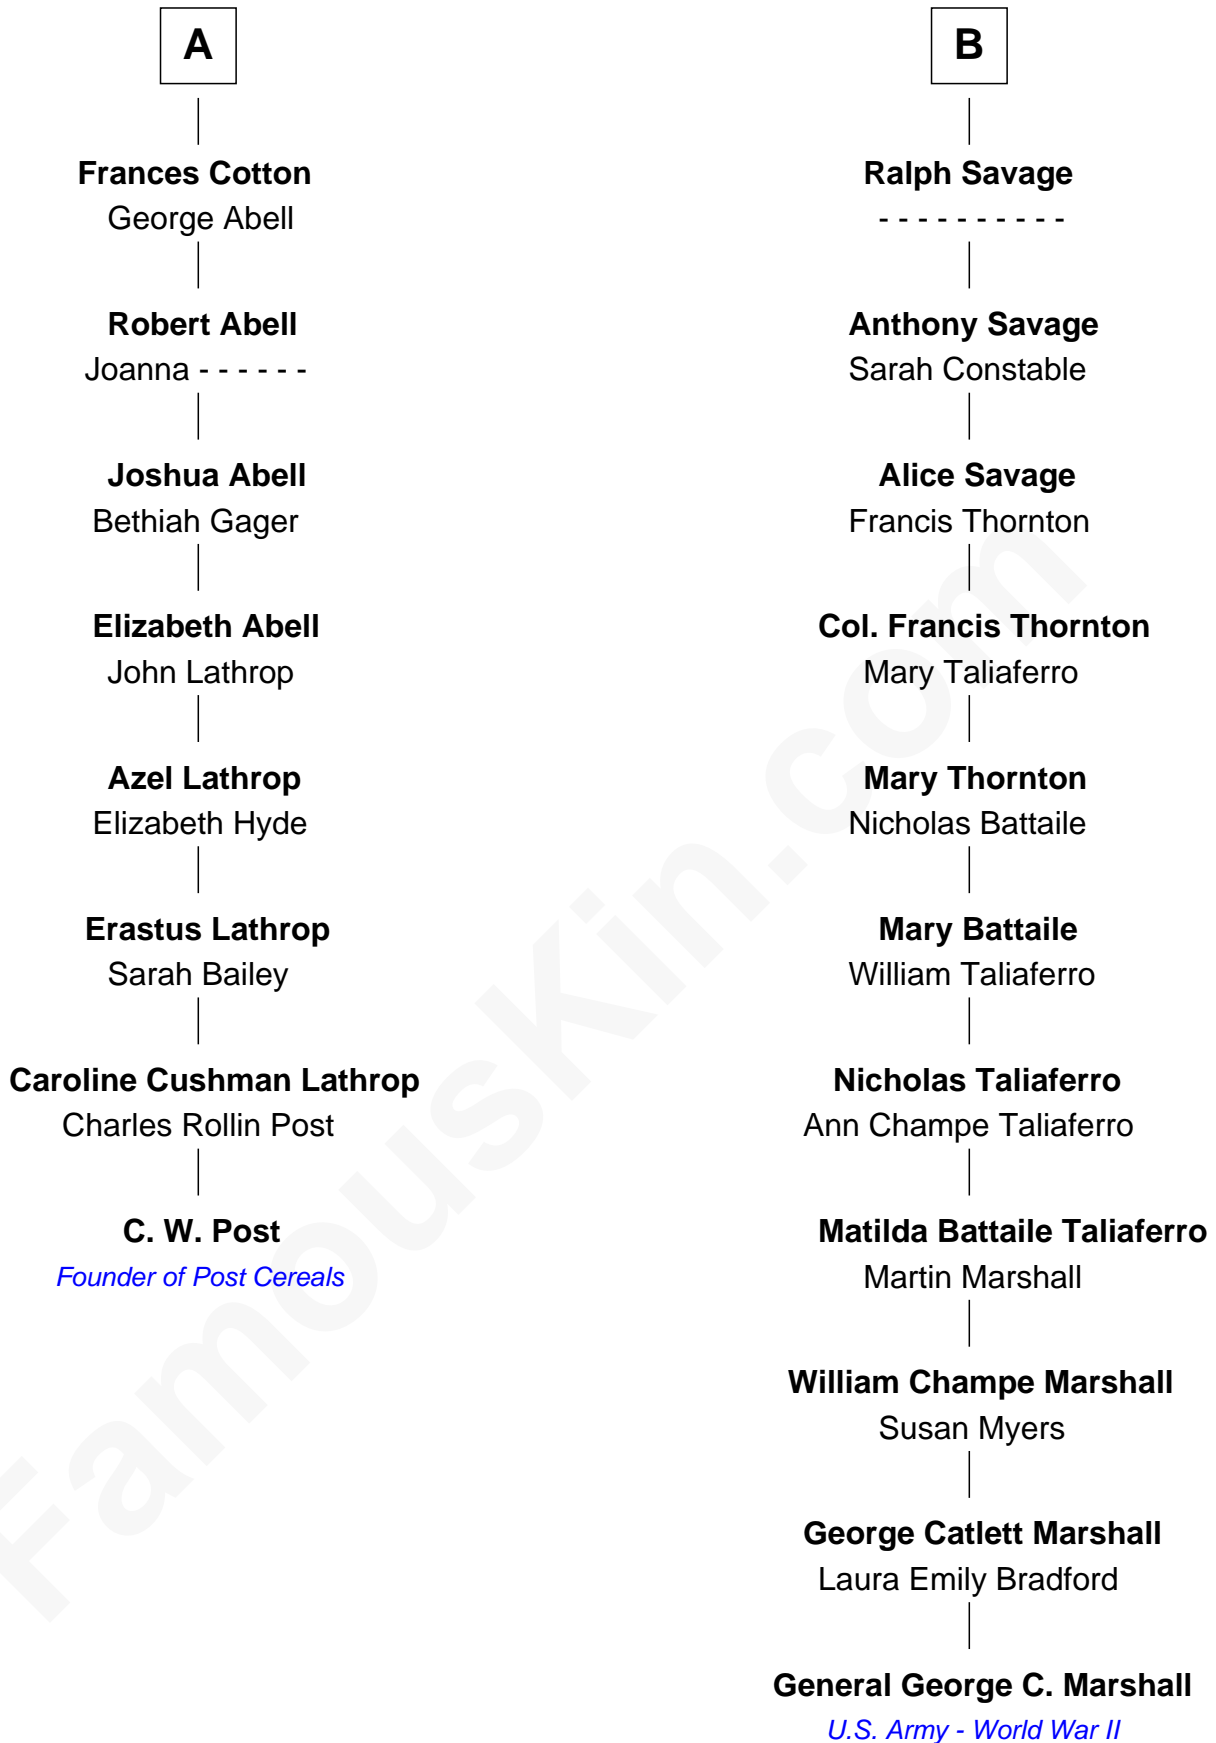 A
Frances Cotton
George Abell
Robert Abell
Joanna - - - - - -
Joshua Abell
Bethiah Gager
Elizabeth Abell
John Lathrop
Azel Lathrop
Elizabeth Hyde
Erastus Lathrop
Sarah Bailey
Caroline Cushman Lathrop
Charles Rollin Post
C. W. Post
Founder of Post Cereals
B
Ralph Savage
- - - - - - - - - -
Anthony Savage
Sarah Constable
Alice Savage
Francis Thornton
Col. Francis Thornton
Mary Taliaferro
Mary Thornton
Nicholas Battaile
Mary Battaile
William Taliaferro
Nicholas Taliaferro
Ann Champe Taliaferro
Matilda Battaile Taliaferro
Martin Marshall
William Champe Marshall
Susan Myers
George Catlett Marshall
Laura Emily Bradford
General George C. Marshall
U.S. Army - World War II
FamousKin.com